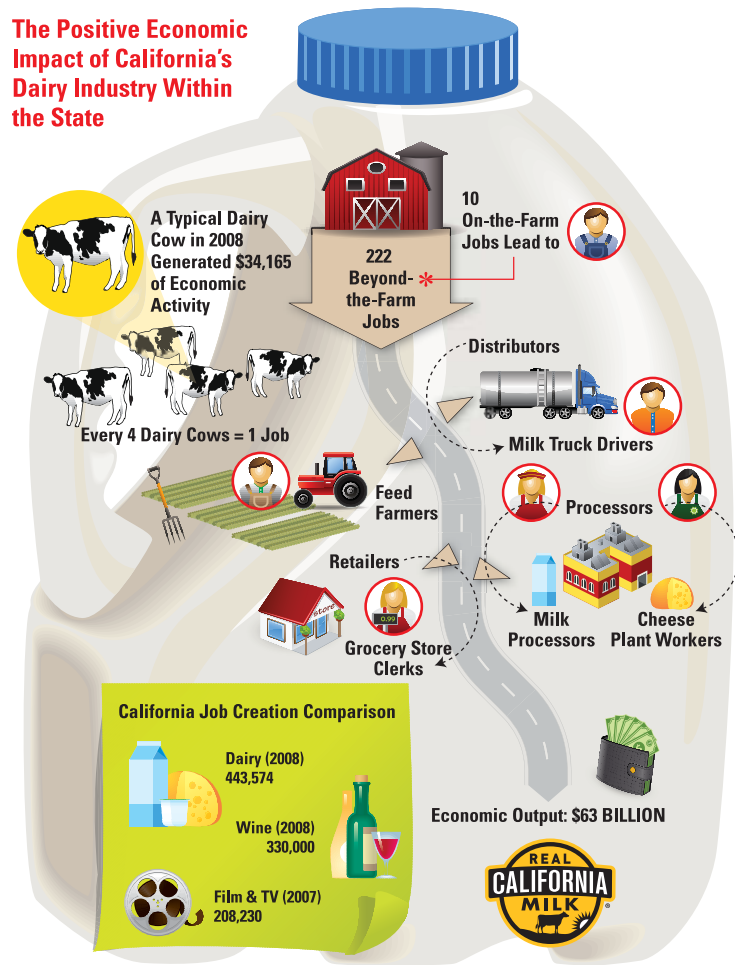 The Positive Economic
Impact of California's
Dairy Industry Within
the State
A Typical Dairy
Cow in 2008
Generated $34,165
of Economic
Activity
10
On-the-Farm
Jobs Lead to
222
Beyond-
the-Farm
Jobs
*
Every 4 Dairy Cows = 1 Job
Distributors
Milk Truck Drivers
Feed
Farmers
Processors
Milk
Processors
Cheese
Plant Workers
Retailers
store
0.99
Grocery Store
Clerks
California Job Creation Comparison
Dairy (2008)
443,574
Wine (2008)
330,000
Film & TV (2007)
208,230
Economic Output: $63 BILLION
REAL
CALIFORNIA
MILK
®